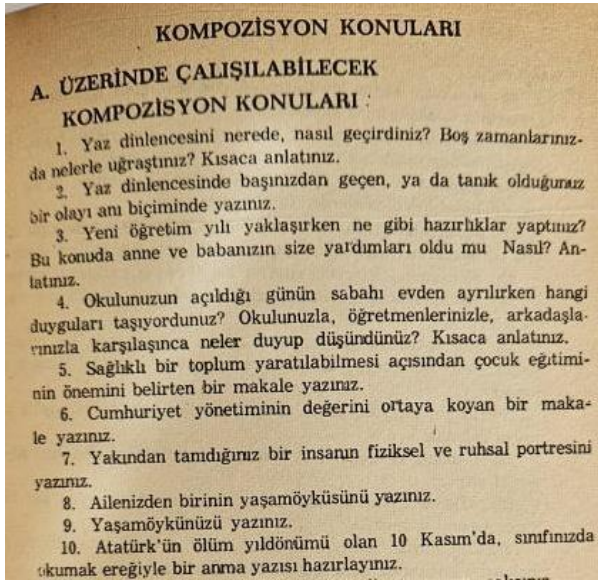 KOMPOZİSYON KONULARI
A. ÜZERİNDE ÇALIŞILABİLECEK
KOMPOZİSYON KONULARI :
1. Yaz dinlencesini nerede, nasıl geçirdiniz? Boş zamanlarınız-
da nelerle uğraştınız? Kısaca anlatınız.
2. Yaz dinlencesinde başınızdan geçen, ya da tanık olduğunuz
bir olayı anı biçiminde yazınız.
3. Yeni öğretim yılı yaklaşırken ne gibi hazırlıklar yaptınız?
Bu konuda anne ve babanızın size yardımları oldu mu Nasıl? An-
latınız.
4. Okulunuzun açıldığı günün sabahı evden ayrılırken hangi
duyguları taşıyordunuz? Okulunuzla, öğretmenlerinizle, arkadaşla-
rınızla karşılaşınca neler duyup düşündünüz? Kısaca anlatınız.
5. Sağlıklı bir toplum yaratılabilmesi açısından çocuk eğitimi-
nin önemini belirten bir makale yazınız.
6. Cumhuriyet yönetiminin değerini ortaya koyan bir maka-
le yazınız.
7. Yakından tanıdığınız bir insanın fiziksel ve ruhsal portresini
yazınız.
8. Ailenizden birinin yaşamöyküsünü yazınız.
9. Yaşamöykünüzü yazınız.
10. Atatürk'ün ölüm yıldönümü olan 10 Kasım'da, sınıfınızda
okumak ereğiyle bir anma yazısı hazırlayınız.